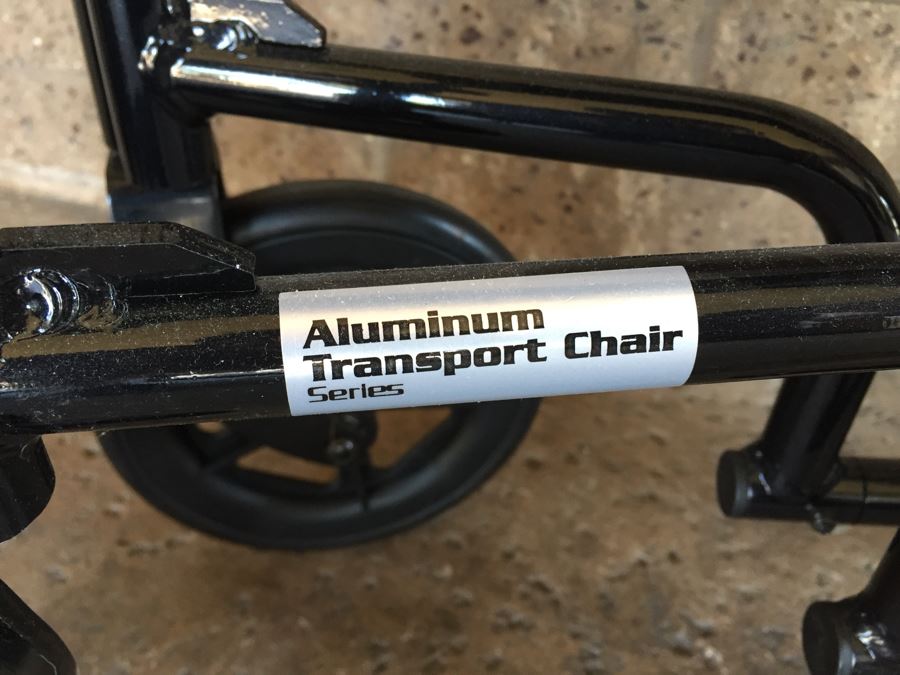 Aluminum
Transport Chair
Series